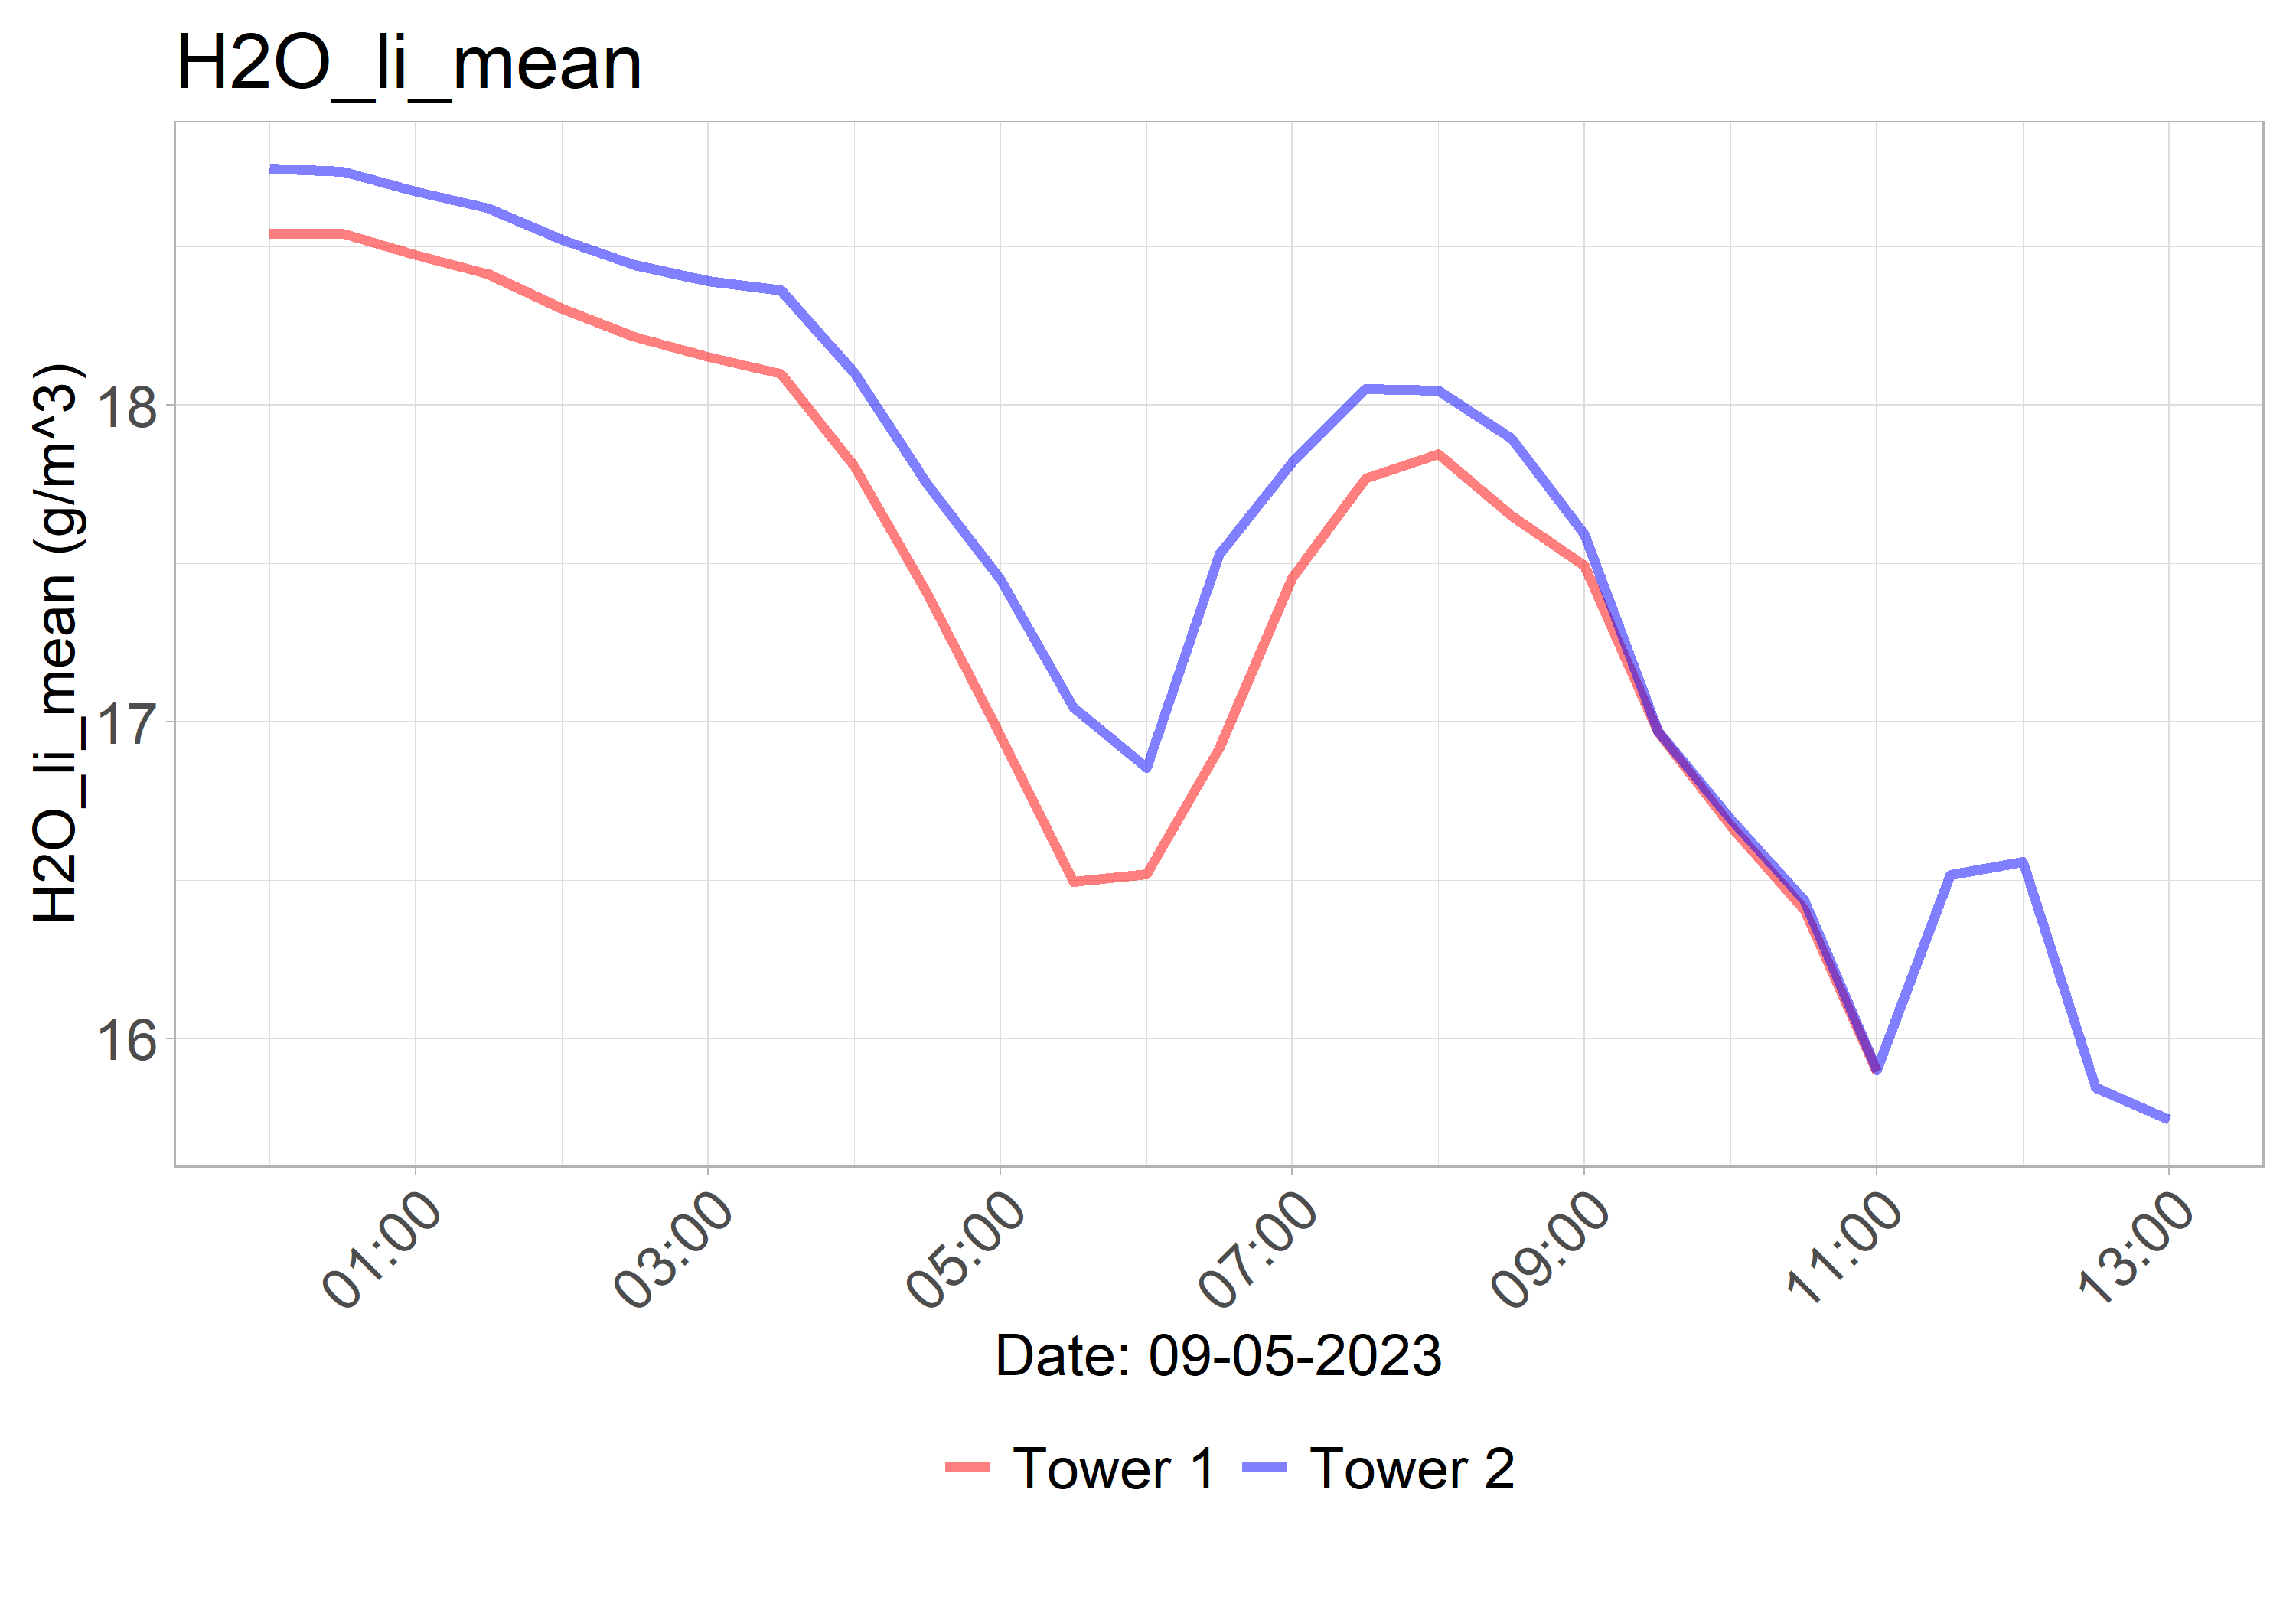 H2O_li_mean
H2O_li_mean (g/m^3)
18
17
16
01:00
03:00
05:00
07:00
09:00
11:00
13:00
Date: 09-05-2023
Tower 1
Tower 2